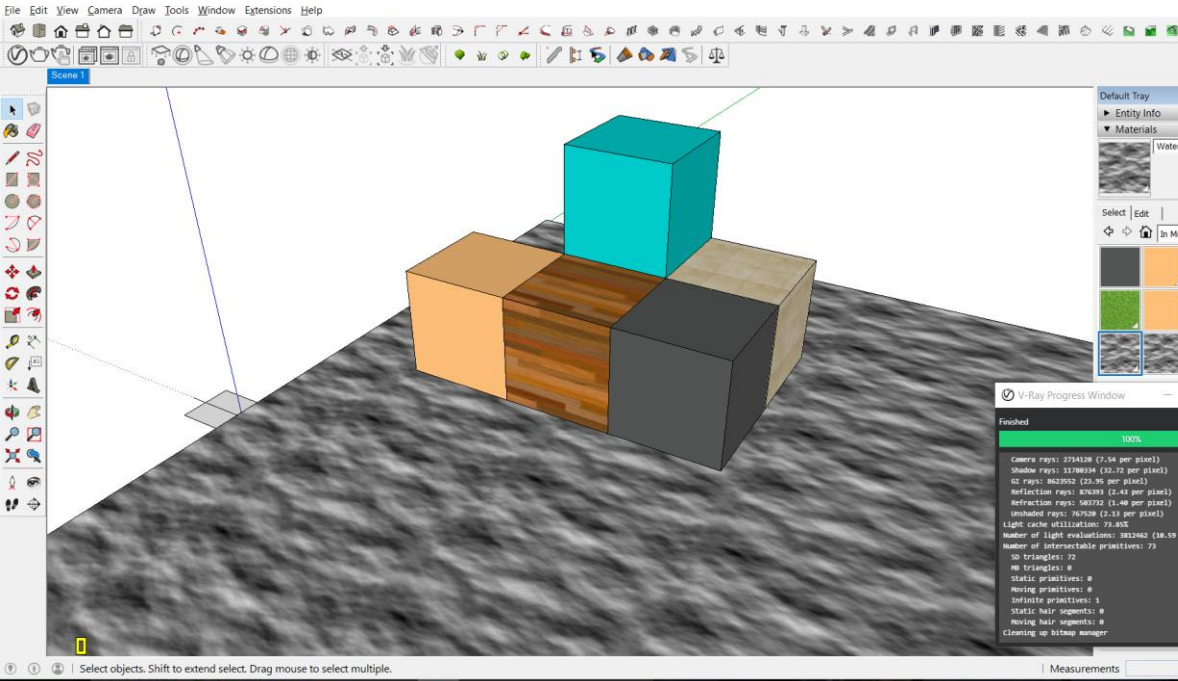 File Edit View Camera Draw Tools Window Extensions Help
Scene 1
Default Tray
Entity Info
Materials
Wate
Select Edit
In M
V-Ray Progress Window
Finished
100%
Camera rays: 2714120 (7.54 per pixel)
Shadow rays: 11780334 (32.72 per pixel)
GI rays: 8623552 (23.95 per pixel)
Reflection rays: 876393 (2.43 per pixel)
Refraction rays: 503732 (1.40 per pixel)
Unshaded rays: 767520 (2.13 per pixel)
Light cache utilization: 73.85%
Number of light evaluations: 3812462 (10.59
Number of intersectable primitives: 73
SD triangles: 72
MB triangles: 0
Static primitives: 0
Moving primitives: 0
Infinite primitives: 1
Static hair segments: 0
Moving hair segments: 0
Cleaning up bitmap manager
Select objects. Shift to extend select. Drag mouse to select multiple.
Measurements